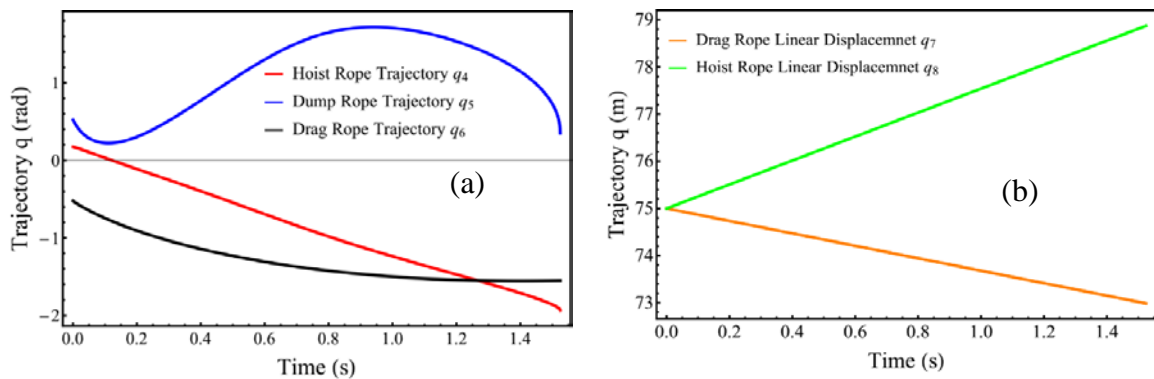 Trajectory q (rad)
1
0
−1
−2
Hoist Rope Trajectory q4
Dump Rope Trajectory q5
Drag Rope Trajectory q6
(a)
0.0 0.2 0.4 0.6 0.8 1.0 1.2 1.4
Time (s)
Trajectory q (m)
79
78
77
76
75
74
73
Drag Rope Linear Displacemnet q7
Hoist Rope Linear Displacemnet q8
(b)
0.0 0.2 0.4 0.6 0.8 1.0 1.2 1.4
Time (s)